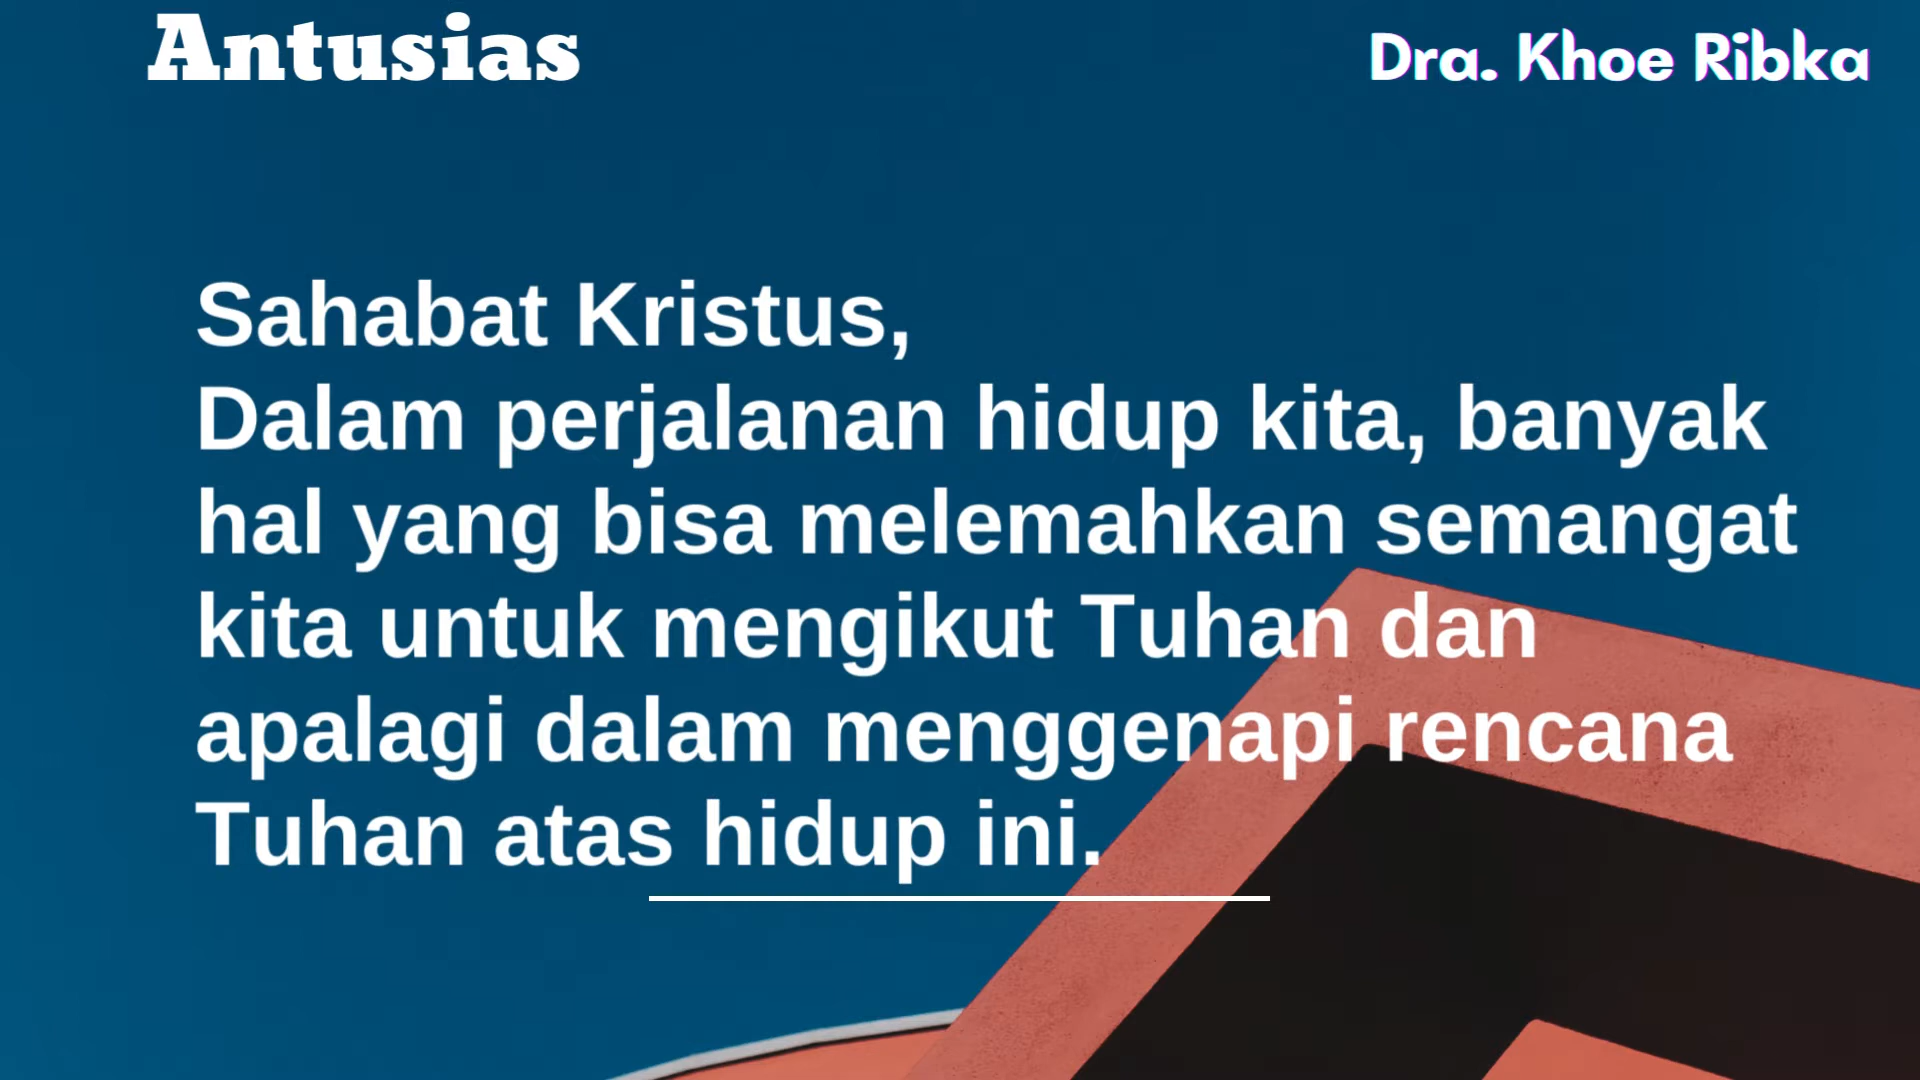 Antusias
Dra. Khoe Ribka
Sahabat Kristus,
Dalam perjalanan hidup kita, banyak
hal yang bisa melemahkan semangat
kita untuk mengikut Tuhan dan
apalagi dalam menggenapi rencana
Tuhan atas hidup ini.